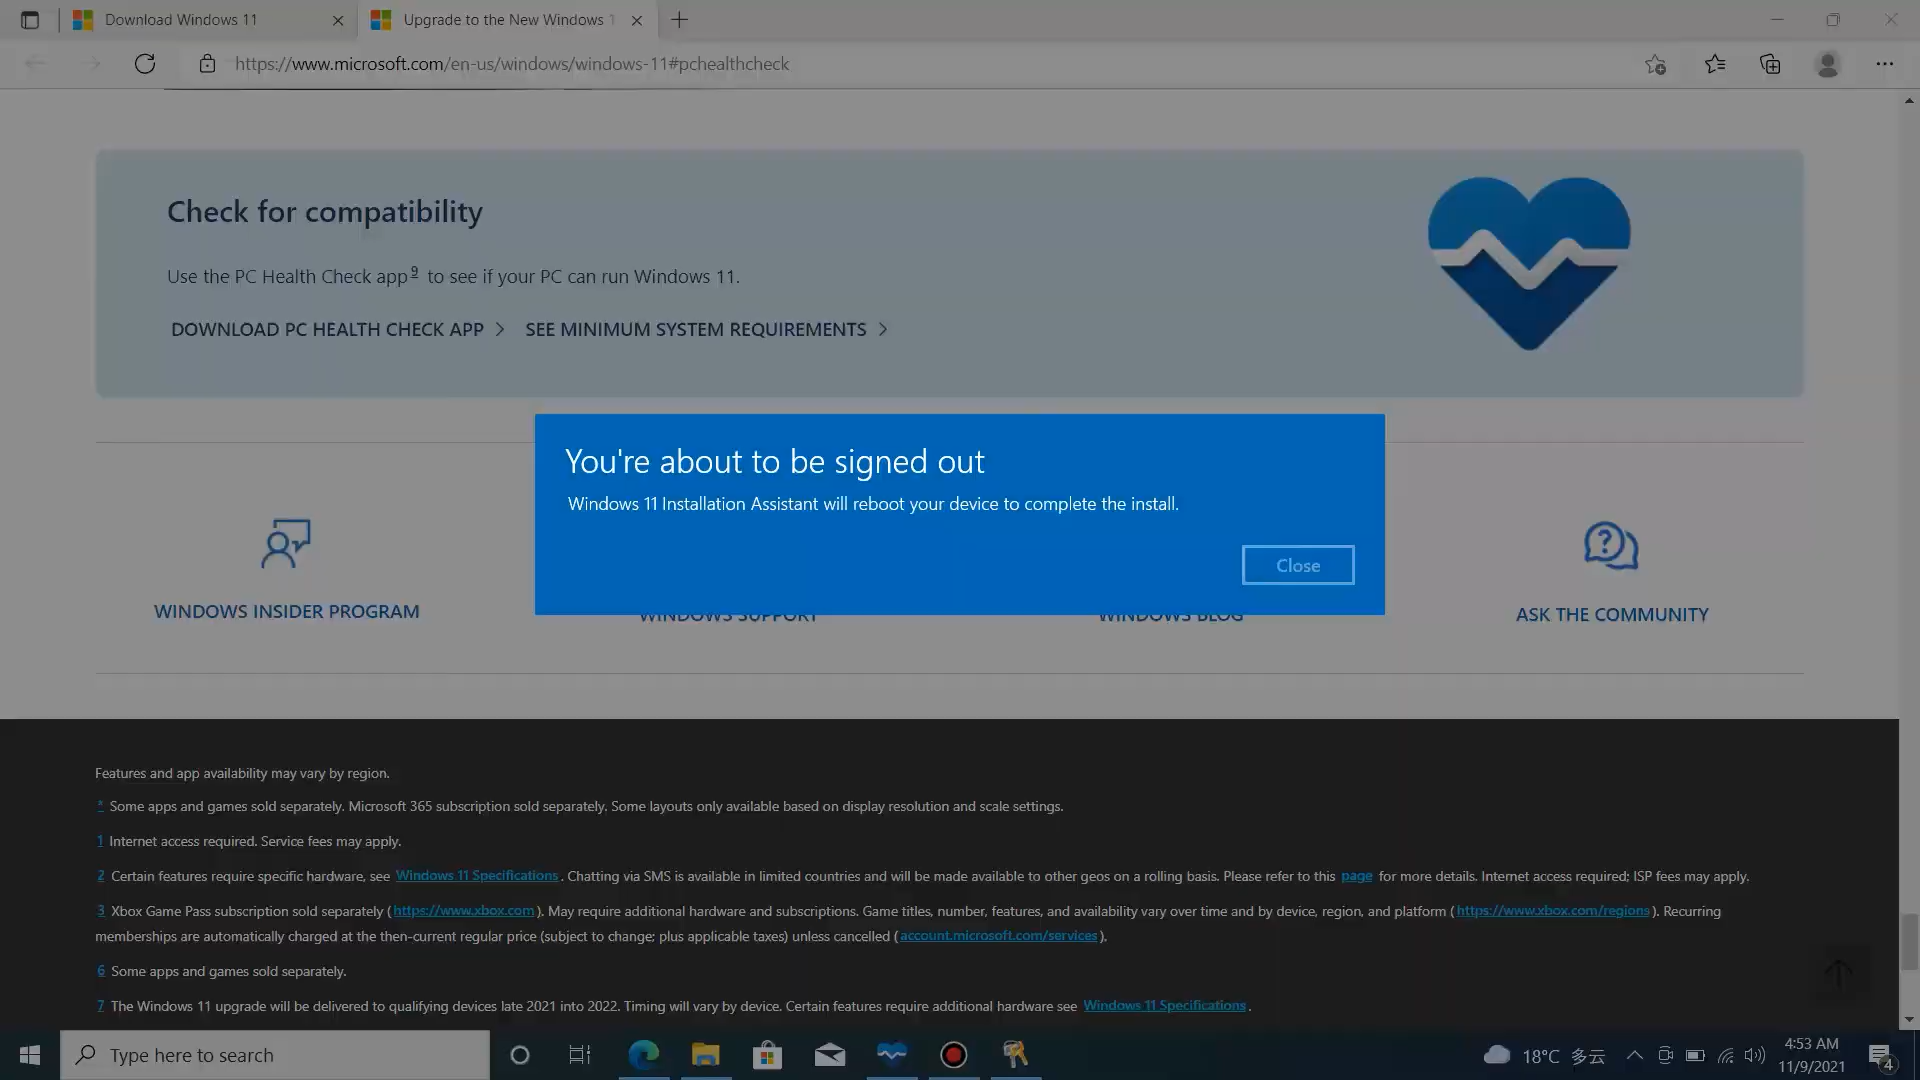 Download Windows 11
Upgrade to the New Windows 1
https://www.microsoft.com/en-us/windows/windows-11#pchealthcheck
Check for compatibility
Use the PC Health Check app9 to see if your PC can run Windows 11.
DOWNLOAD PC HEALTH CHECK APP
SEE MINIMUM SYSTEM REQUIREMENTS
You're about to be signed out
Windows 11 Installation Assistant will reboot your device to complete the install.
Close
WINDOWS INSIDER PROGRAM
WINDOWS SUPPORT
WINDOWS BLOG
ASK THE COMMUNITY
Features and app availability may vary by region.
* Some apps and games sold separately. Microsoft 365 subscription sold separately. Some layouts only available based on display resolution and scale settings.
1 Internet access required. Service fees may apply.
2 Certain features require specific hardware, see Windows 11 Specifications. Chatting via SMS is available in limited countries and will be made available to other geos on a rolling basis. Please refer to this page for more details. Internet access required; ISP fees may apply.
3 Xbox Game Pass subscription sold separately (https://www.xbox.com). May require additional hardware and subscriptions. Game titles, number, features, and availability vary over time and by device, region, and platform (https://www.xbox.com/regions). Recurring
memberships are automatically charged at the then-current regular price (subject to change; plus applicable taxes) unless cancelled (account.microsoft.com/services).
6 Some apps and games sold separately.
7 The Windows 11 upgrade will be delivered to qualifying devices late 2021 into 2022. Timing will vary by device. Certain features require additional hardware see Windows 11 Specifications.
Type here to search
18°C 多云
4:53 AM
11/9/2021
4